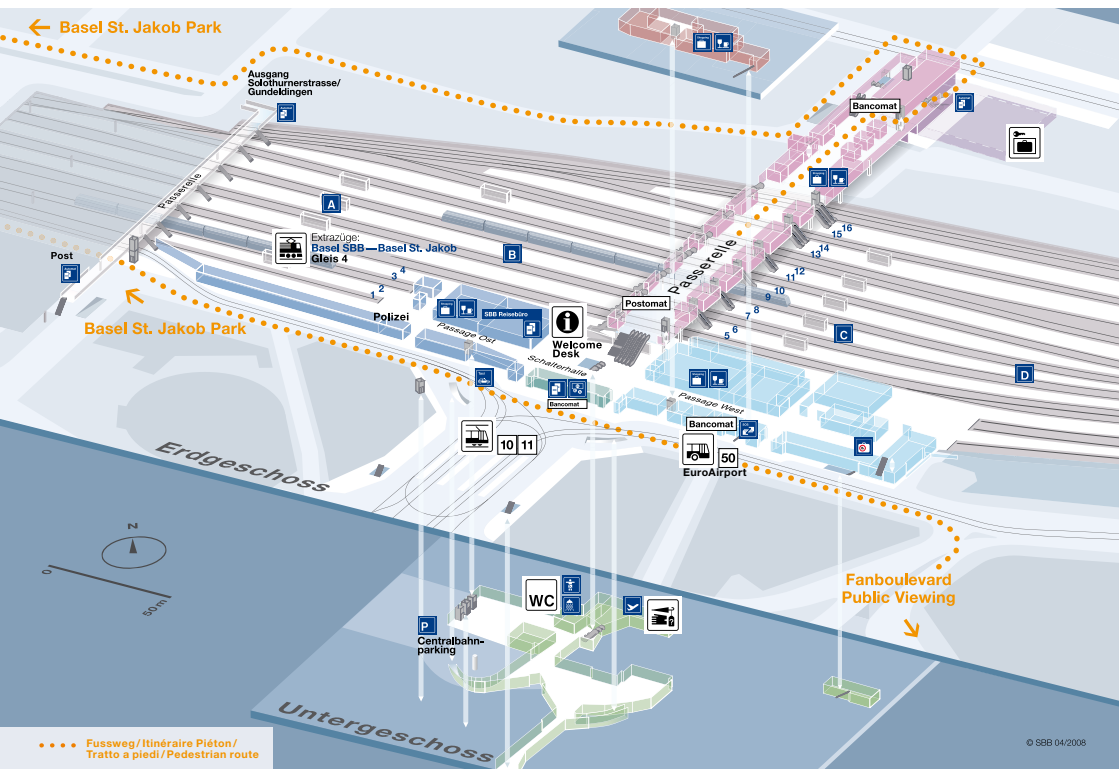 ← Basel St. Jakob Park
Ausgang
Solothurnerstrasse/
Gundeldingen
Bancomat
Passerelle
A
Extrazüge:
Basel SBB — Basel St. Jakob
Gleis 4
B
Post
15 16
13 14
11 12
9 10
7 8
5 6
3 4
1 2
Passerelle
Postomat
Polizei
SBB Reisebüro
Passage Ost
i
Welcome
Desk
Schalterhalle
C
D
Basel St. Jakob Park
Taxi
Bancomat
Passage West
Bancomat
SOS
10 11
50
EuroAirport
Erdgeschoss
N
0
50m
Fanboulevard
Public Viewing
WC
P
Centralbahn-
parking
Untergeschoss
Fussweg / Itinéraire Piéton /
Tratto a piedi / Pedestrian route
© SBB 04/2008